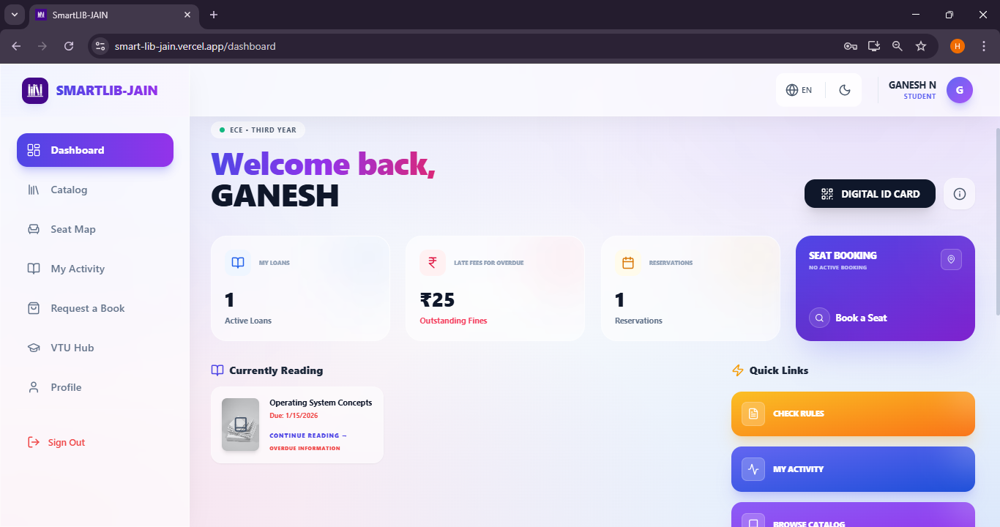 SmartLIB-JAIN
smart-lib-jain.vercel.app/dashboard
H
SMARTLIB-JAIN
EN
GANESH N
STUDENT
G
Dashboard
Catalog
Seat Map
My Activity
Request a Book
VTU Hub
Profile
Sign Out
ECE • THIRD YEAR
Welcome back,
GANESH
DIGITAL ID CARD
MY LOANS
1
Active Loans
LATE FEES FOR OVERDUE
₹25
Outstanding Fines
RESERVATIONS
1
Reservations
SEAT BOOKING
NO ACTIVE BOOKING
Book a Seat
Currently Reading
Operating System Concepts
Due: 1/15/2026
CONTINUE READING →
OVERDUE INFORMATION
Quick Links
CHECK RULES
MY ACTIVITY
BROWSE CATALOG